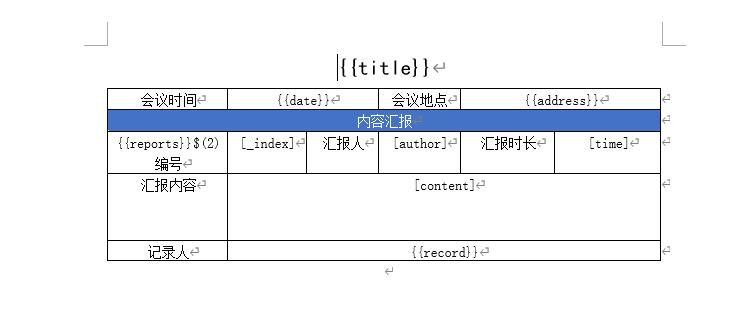 {{title}}
会议时间 {{date}} 会议地点 {{address}}
内容汇报
{{reports}}$(2) [_index] 汇报人 [author] 汇报时长 [time]
编号
汇报内容 [content]
记录人 {{record}}